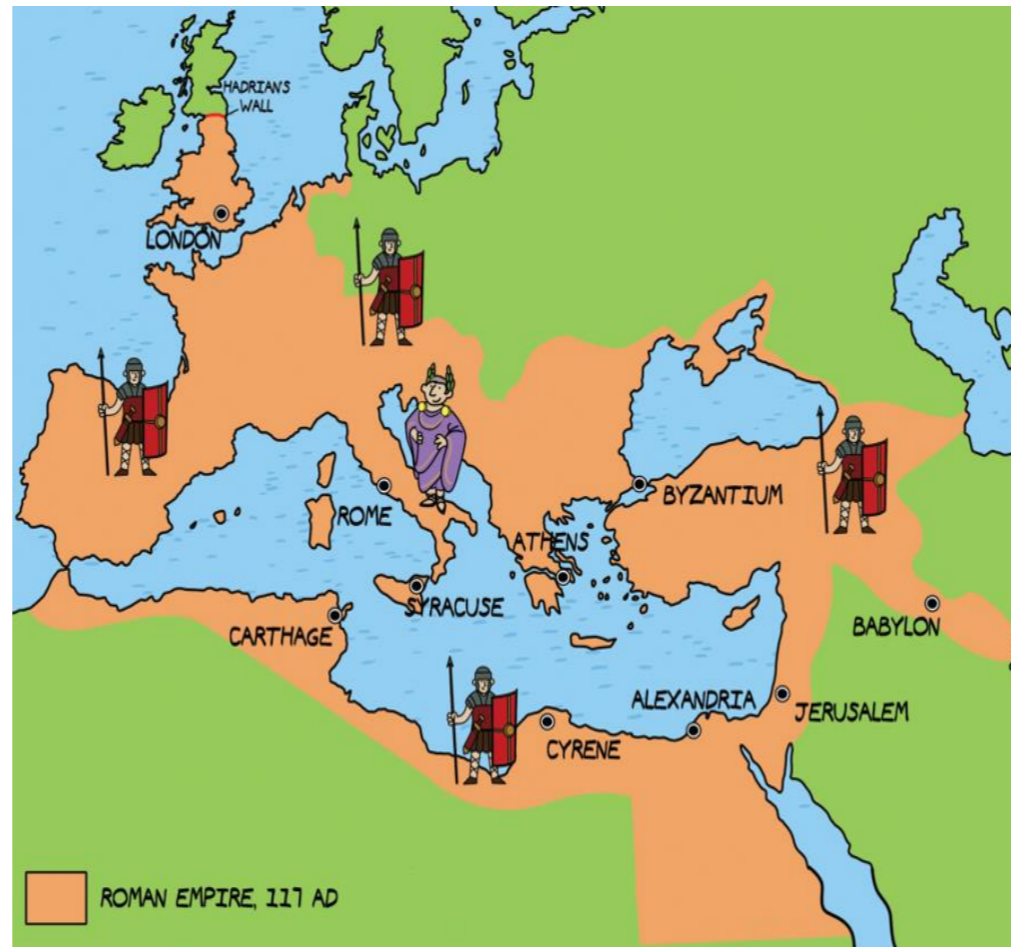 HADRIAN'S
WALL
LONDON
ROME
BYZANTIUM
ATHENS
SYRACUSE
CARTHAGE
BABYLON
ALEXANDRIA
JERUSALEM
CYRENE
ROMAN EMPIRE, 117 AD